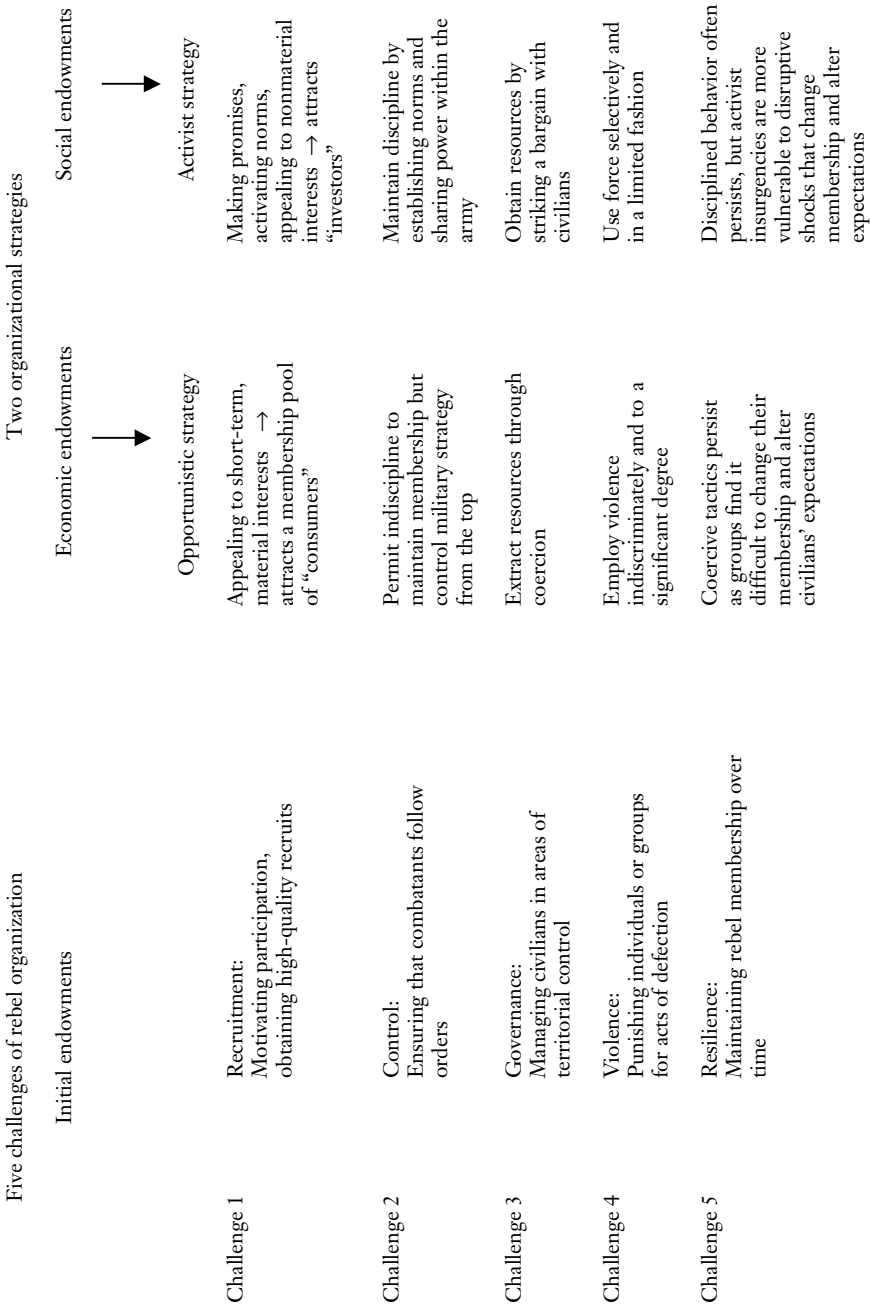 Five challenges of rebel organization
Two organizational strategies
Initial endowments
Economic endowments
Social endowments
Opportunistic strategy
Activist strategy
Challenge 1
Recruitment:
Motivating participation,
obtaining high-quality recruits
Appealing to short-term,
material interests →
attracts a membership pool
of “consumers”
Making promises,
activating norms,
appealing to nonmaterial
interests → attracts
“investors”
Challenge 2
Control:
Ensuring that combatants follow
orders
Permit indiscipline to
maintain membership but
control military strategy
from the top
Maintain discipline by
establishing norms and
sharing power within the
army
Challenge 3
Governance:
Managing civilians in areas of
territorial control
Extract resources through
coercion
Obtain resources by
striking a bargain with
civilians
Challenge 4
Violence:
Punishing individuals or groups
for acts of defection
Employ violence
indiscriminately and to a
significant degree
Use force selectively and
in a limited fashion
Challenge 5
Resilience:
Maintaining rebel membership over
time
Coercive tactics persist
as groups find it
difficult to change their
membership and alter
civilians’ expectations
Disciplined behavior often
persists, but activist
insurgencies are more
vulnerable to disruptive
shocks that change
membership and alter
expectations